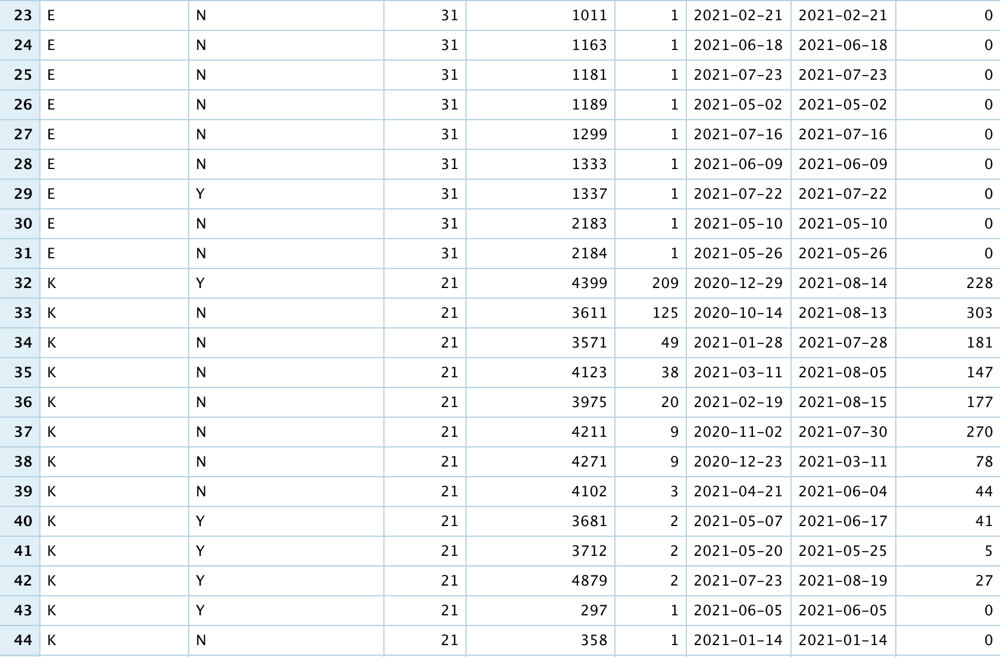 23 E N 31 1011 1 2021-02-21 2021-02-21 0
24 E N 31 1163 1 2021-06-18 2021-06-18 0
25 E N 31 1181 1 2021-07-23 2021-07-23 0
26 E N 31 1189 1 2021-05-02 2021-05-02 0
27 E N 31 1299 1 2021-07-16 2021-07-16 0
28 E N 31 1333 1 2021-06-09 2021-06-09 0
29 E Y 31 1337 1 2021-07-22 2021-07-22 0
30 E N 31 2183 1 2021-05-10 2021-05-10 0
31 E N 31 2184 1 2021-05-26 2021-05-26 0
32 K Y 21 4399 209 2020-12-29 2021-08-14 228
33 K N 21 3611 125 2020-10-14 2021-08-13 303
34 K N 21 3571 49 2021-01-28 2021-07-28 181
35 K N 21 4123 38 2021-03-11 2021-08-05 147
36 K N 21 3975 20 2021-02-19 2021-08-15 177
37 K N 21 4211 9 2020-11-02 2021-07-30 270
38 K N 21 4271 9 2020-12-23 2021-03-11 78
39 K N 21 4102 3 2021-04-21 2021-06-04 44
40 K Y 21 3681 2 2021-05-07 2021-06-17 41
41 K Y 21 3712 2 2021-05-20 2021-05-25 5
42 K Y 21 4879 2 2021-07-23 2021-08-19 27
43 K Y 21 297 1 2021-06-05 2021-06-05 0
44 K N 21 358 1 2021-01-14 2021-01-14 0